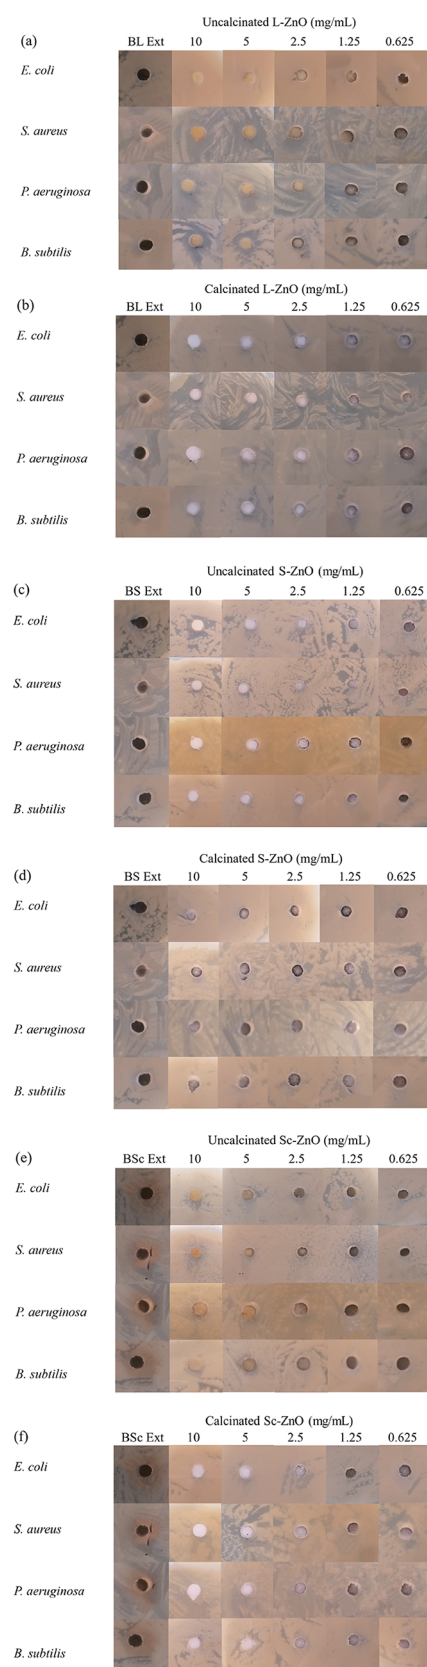 Uncalcinated L-ZnO (mg/mL)
(a)
BL Ext 10 5 2.5 1.25 0.625
E. coli
S. aureus
P. aeruginosa
B. subtilis
Calcinated L-ZnO (mg/mL)
(b)
BL Ext 10 5 2.5 1.25 0.625
E. coli
S. aureus
P. aeruginosa
B. subtilis
Uncalcinated S-ZnO (mg/mL)
(c)
BS Ext 10 5 2.5 1.25 0.625
E. coli
S. aureus
P. aeruginosa
B. subtilis
Calcinated S-ZnO (mg/mL)
(d)
BS Ext 10 5 2.5 1.25 0.625
E. coli
S. aureus
P. aeruginosa
B. subtilis
Uncalcinated Sc-ZnO (mg/mL)
(e)
BSc Ext 10 5 2.5 1.25 0.625
E. coli
S. aureus
P. aeruginosa
B. subtilis
Calcinated Sc-ZnO (mg/mL)
(f)
BSc Ext 10 5 2.5 1.25 0.625
E. coli
S. aureus
P. aeruginosa
B. subtilis